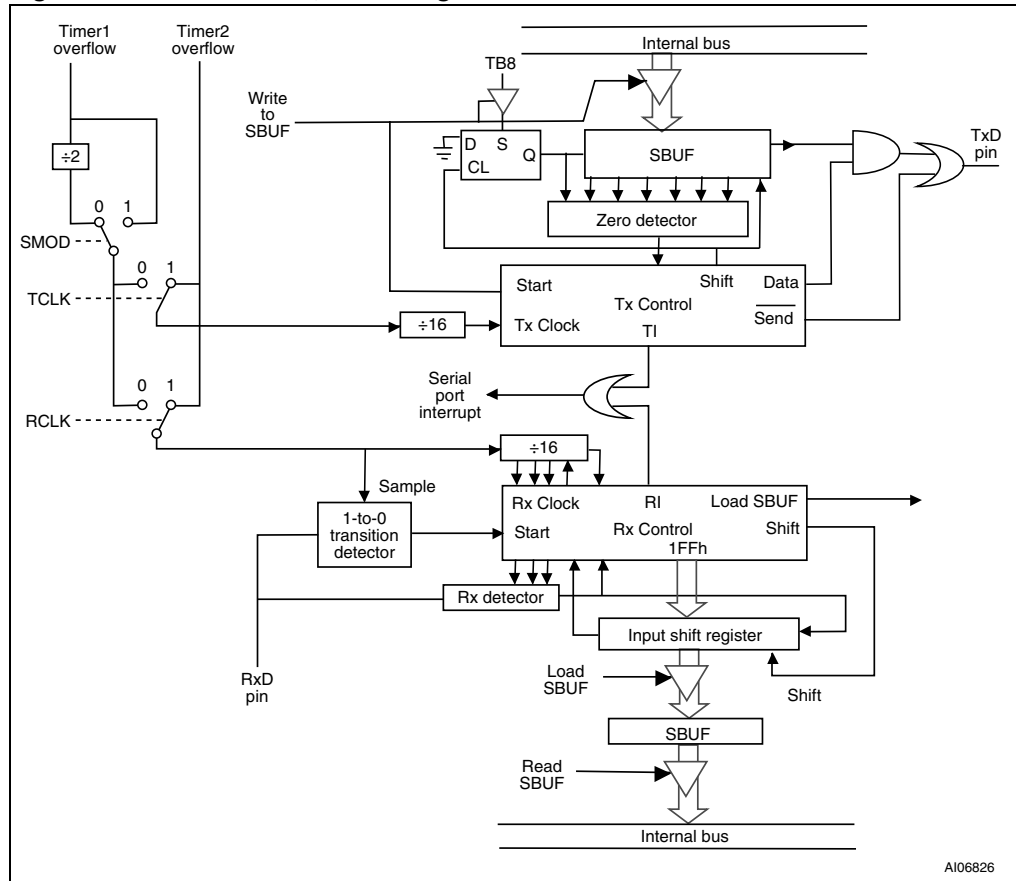 Timer1
overflow
Timer2
overflow
Internal bus
TB8
Write
to
SBUF
D S
CL
Q
SBUF
TxD
pin
÷2
0 1
SMOD
Zero detector
0 1
TCLK
Start
Shift
Data
Tx Control
Send
÷16
Tx Clock
TI
Serial
port
interrupt
0 1
RCLK
÷16
Sample
Rx Clock
RI
Load SBUF
1-to-0
transition
detector
Start
Rx Control
Shift
1FFh
Rx detector
Input shift register
RxD
pin
Load
SBUF
Shift
SBUF
Read
SBUF
Internal bus
AI06826